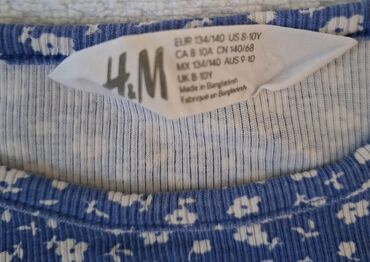 H&M
EUR 134/140 US 8-10Y
CA 8-10A CN 140/68
MX 134/140 AUS 9-10
UK 8-10Y
Made in Bangladesh
Fabriqué en Bangladesh